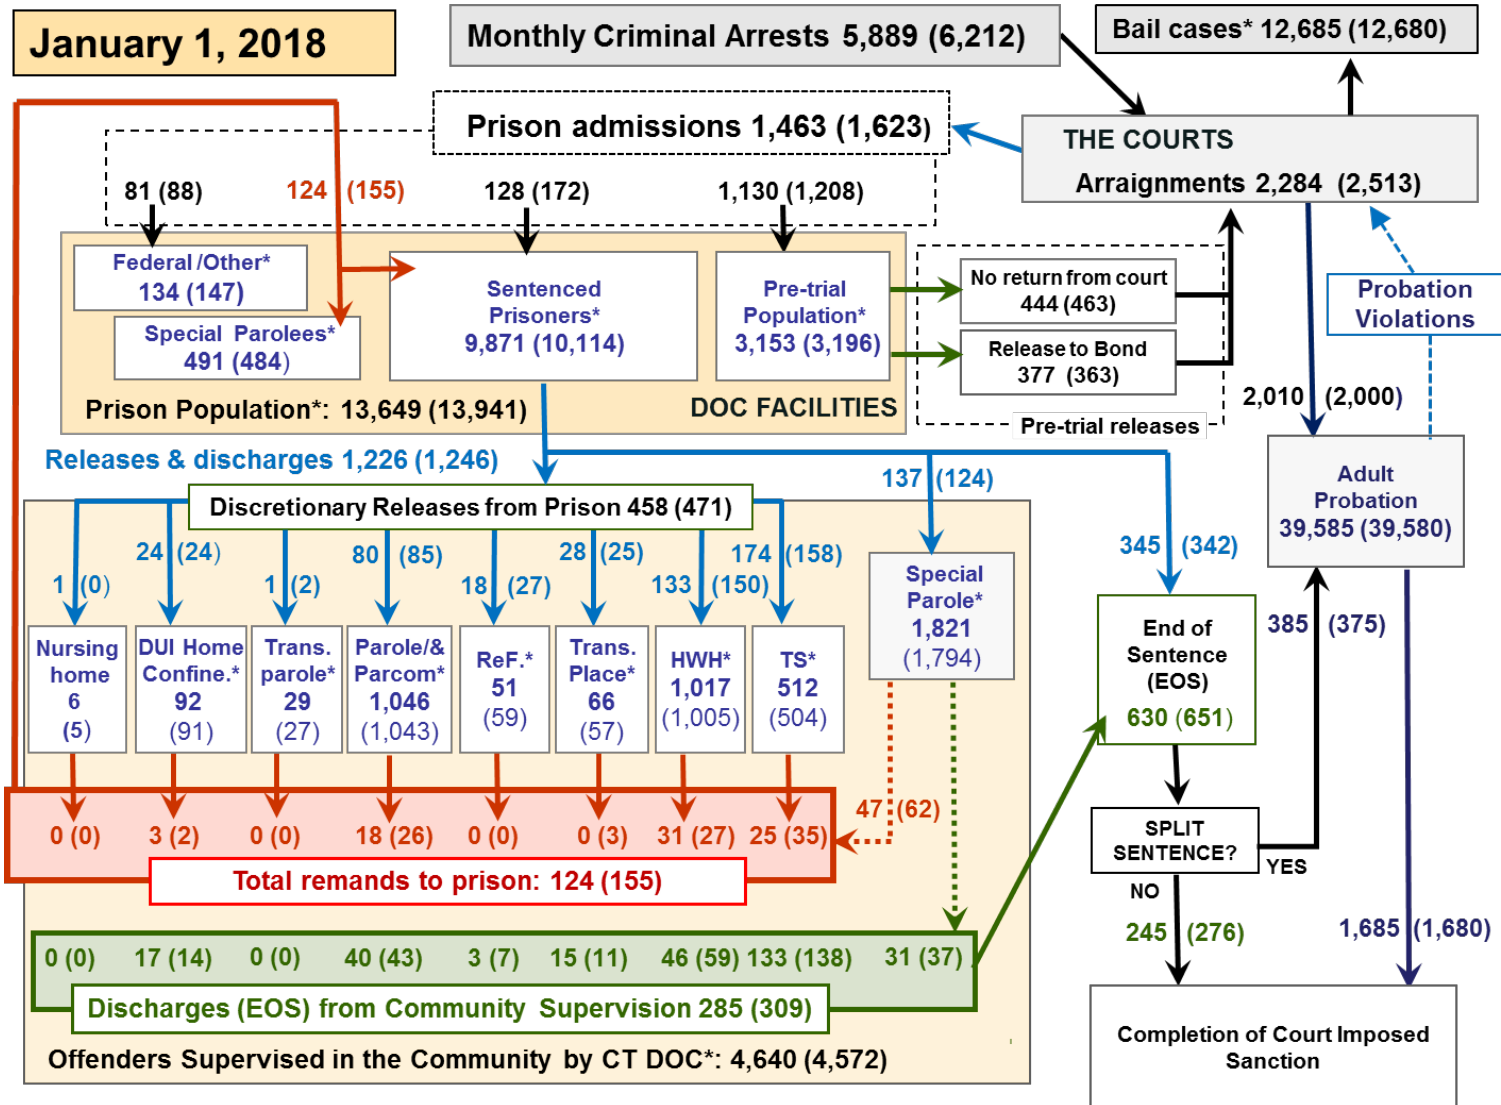 January 1, 2018
Monthly Criminal Arrests 5,889 (6,212)
Bail cases* 12,685 (12,680)
Prison admissions 1,463 (1,623)
THE COURTS
Arraignments 2,284 (2,513)
81 (88)
124 (155)
128 (172)
1,130 (1,208)
Federal /Other*
134 (147)
Special Parolees*
491 (484)
Sentenced
Prisoners*
9,871 (10,114)
Pre-trial
Population*
3,153 (3,196)
No return from court
444 (463)
Release to Bond
377 (363)
Pre-trial releases
Probation
Violations
Prison Population*: 13,649 (13,941)
DOC FACILITIES
2,010 (2,000)
Releases & discharges 1,226 (1,246)
137 (124)
Adult
Probation
39,585 (39,580)
Discretionary Releases from Prison 458 (471)
1 (0)
24 (24)
1 (2)
80 (85)
18 (27)
28 (25)
133 (150)
174 (158)
345 (342)
Nursing
home
6
(5)
DUI Home
Confine.*
92
(91)
Trans.
parole*
29
(27)
Parole/&
Parcom*
1,046
(1,043)
ReF.*
51
(59)
Trans.
Place*
66
(57)
HWH*
1,017
(1,005)
TS*
512
(504)
Special
Parole*
1,821
(1,794)
End of
Sentence
(EOS)
630 (651)
385 (375)
0 (0)
3 (2)
0 (0)
18 (26)
0 (0)
0 (3)
31 (27)
25 (35)
47 (62)
Total remands to prison: 124 (155)
SPLIT
SENTENCE?
YES
NO
245 (276)
1,685 (1,680)
0 (0)
17 (14)
0 (0)
40 (43)
3 (7)
15 (11)
46 (59)
133 (138)
31 (37)
Discharges (EOS) from Community Supervision 285 (309)
Offenders Supervised in the Community by CT DOC*: 4,640 (4,572)
Completion of Court Imposed
Sanction